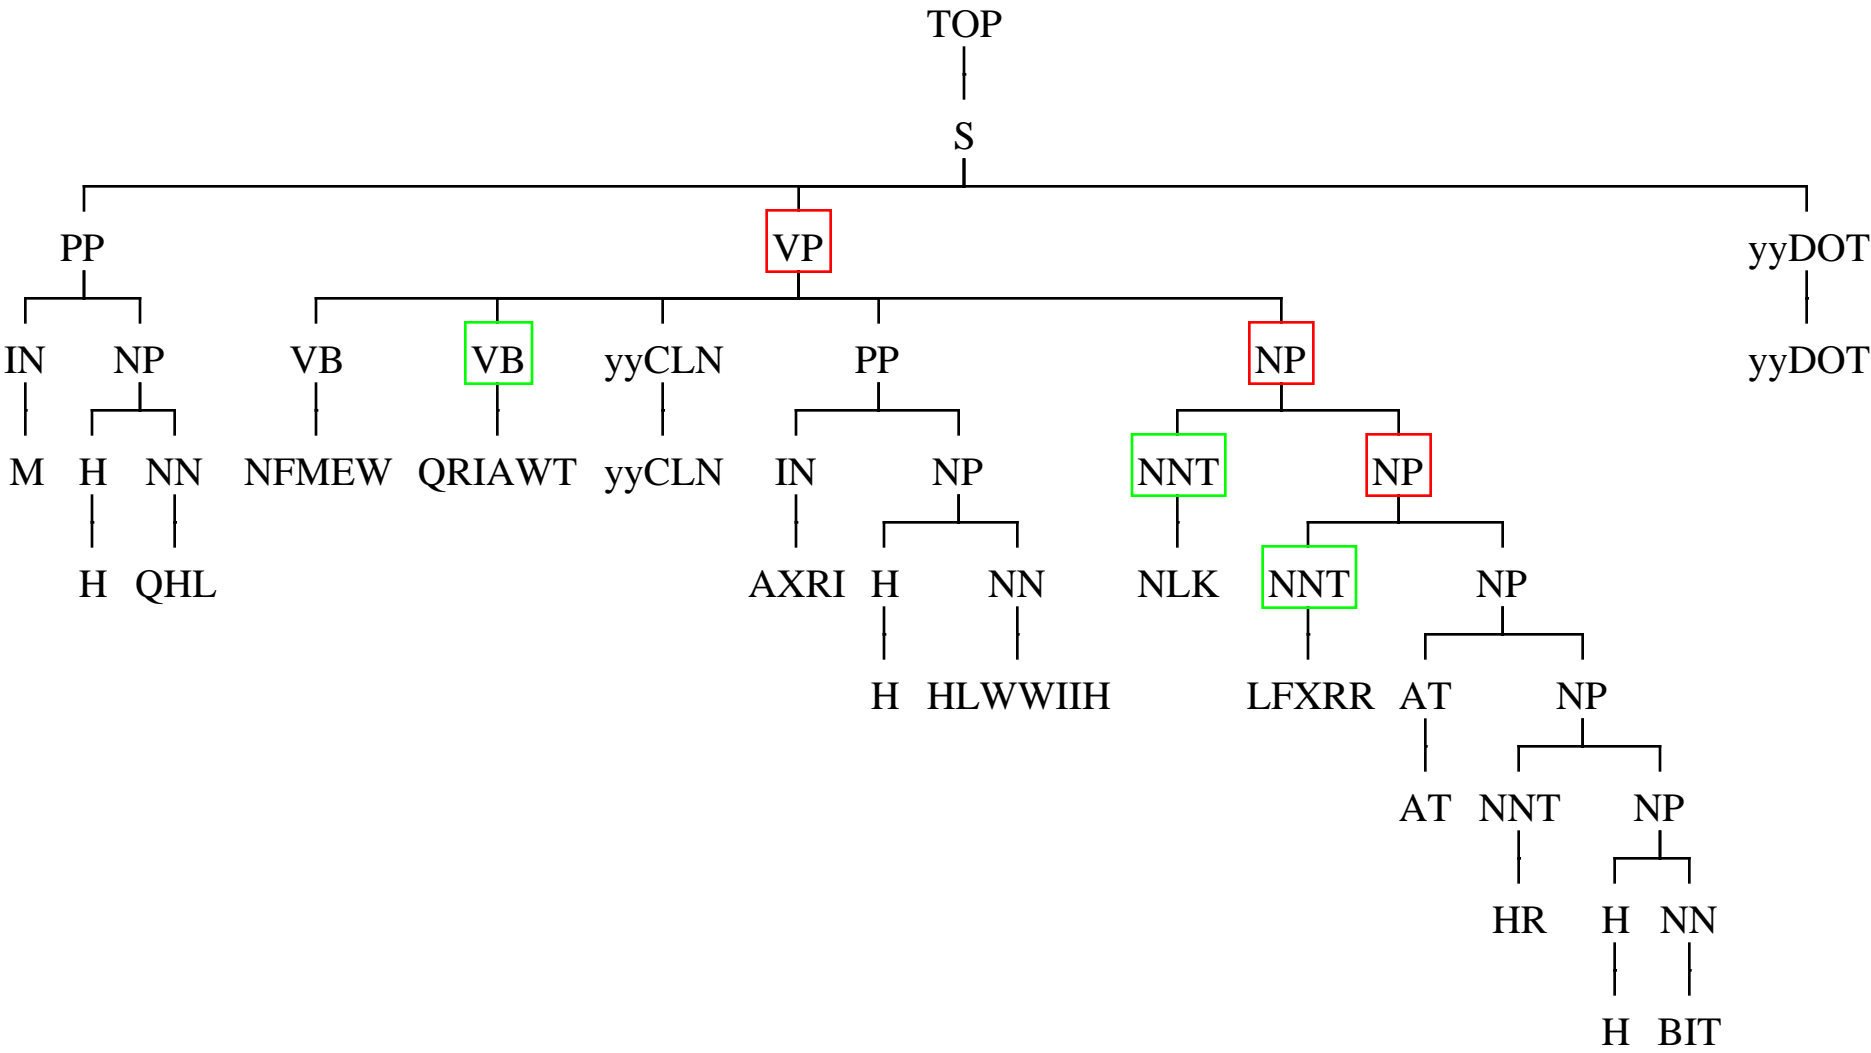 TOP
S
PP VP yyDOT
IN NP VB VB yyCLN PP NP yyDOT
M H NN NFMEW QRIAWT yyCLN IN NP NNT NP
H QHL AXRI H NN NLK NNT NP
H HLWWIIH LFXRR AT NP
AT NNT NP
HR H NN
H BIT